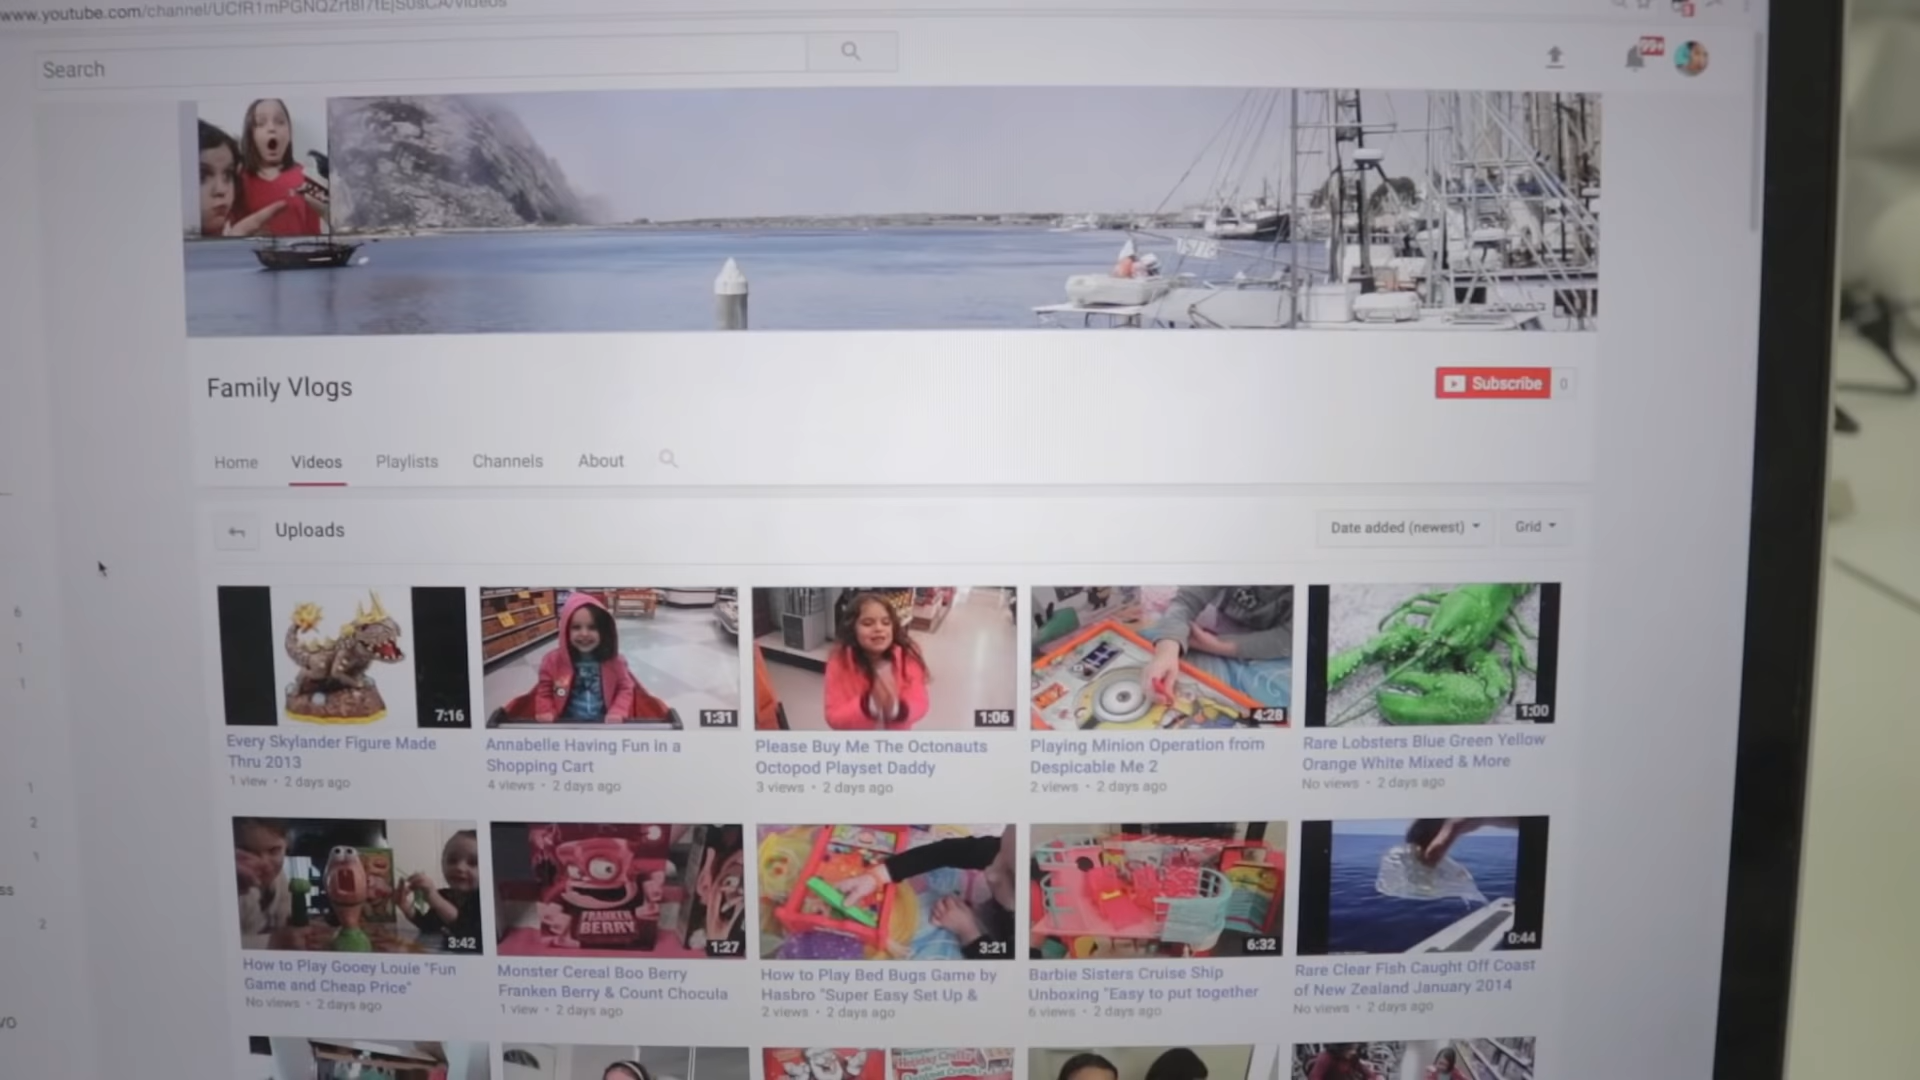 www.youtube.com/channel/
Search
99+
Family Vlogs
Subscribe 0
Home Videos Playlists Channels About
Uploads
Date added (newest) Grid
7:16
1:31
1:06
4:28
1:00
Every Skylander Figure Made
Thru 2013
1 view • 2 days ago
Annabelle Having Fun in a
Shopping Cart
4 views • 2 days ago
Please Buy Me The Octonauts
Octopod Playset Daddy
3 views • 2 days ago
Playing Minion Operation from
Despicable Me 2
2 views • 2 days ago
Rare Lobsters Blue Green Yellow
Orange White Mixed & More
No views • 2 days ago
3:42
FRANKEN
BERRY
1:27
3:21
6:32
0:44
How to Play Gooey Louie "Fun
Game and Cheap Price"
No views • 2 days ago
Monster Cereal Boo Berry
Franken Berry & Count Chocula
1 view • 2 days ago
How to Play Bed Bugs Game by
Hasbro "Super Easy Set Up &
2 views • 2 days ago
Barbie Sisters Cruise Ship
Unboxing "Easy to put together
6 views • 2 days ago
Rare Clear Fish Caught Off Coast
of New Zealand January 2014
No views • 2 days ago